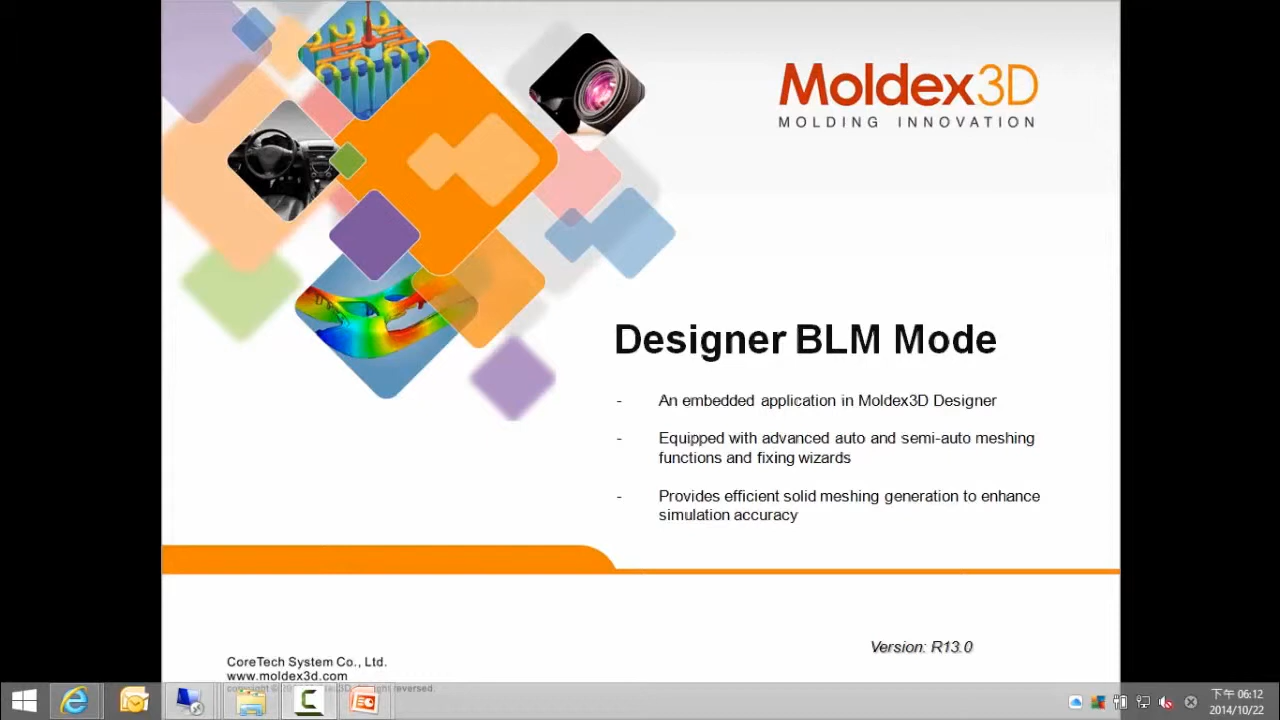 Moldex3D
MOLDING INNOVATION
Designer BLM Mode
- An embedded application in Moldex3D Designer
- Equipped with advanced auto and semi-auto meshing
functions and fixing wizards
- Provides efficient solid meshing generation to enhance
simulation accuracy
Version: R13.0
CoreTech System Co., Ltd.
www.moldex3d.com
下午 06:12
2014/10/22